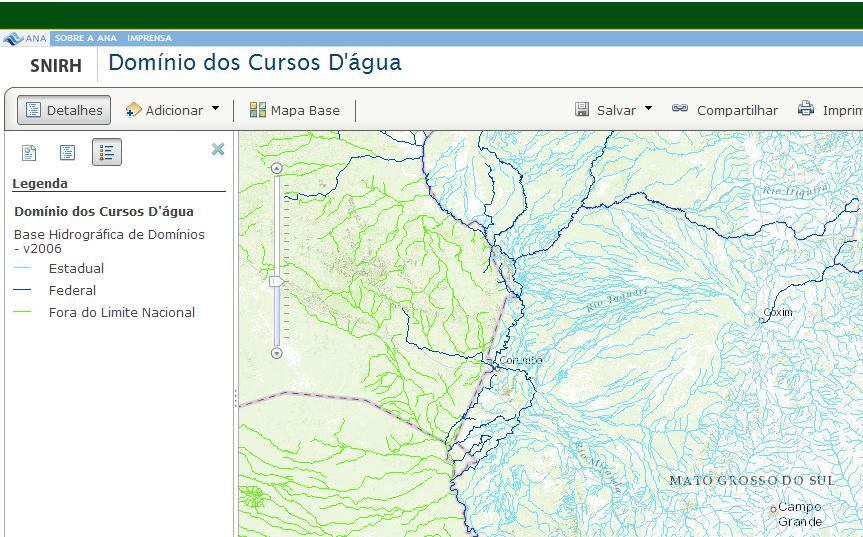 ANA SOBRE A ANA IMPRENSA
SNIRH Domínio dos Cursos D'água
Detalhes Adicionar Mapa Base Salvar Compartilhar Imprim
Legenda
Domínio dos Cursos D'água
Base Hidrográfica de Domínios
- v2006
Estadual
Federal
Fora do Limite Nacional
Rio Itiquira
Rio Taquari
Coxim
Corumbá
Rio Miranda
MATO GROSSO DO SUL
Campo
Grande